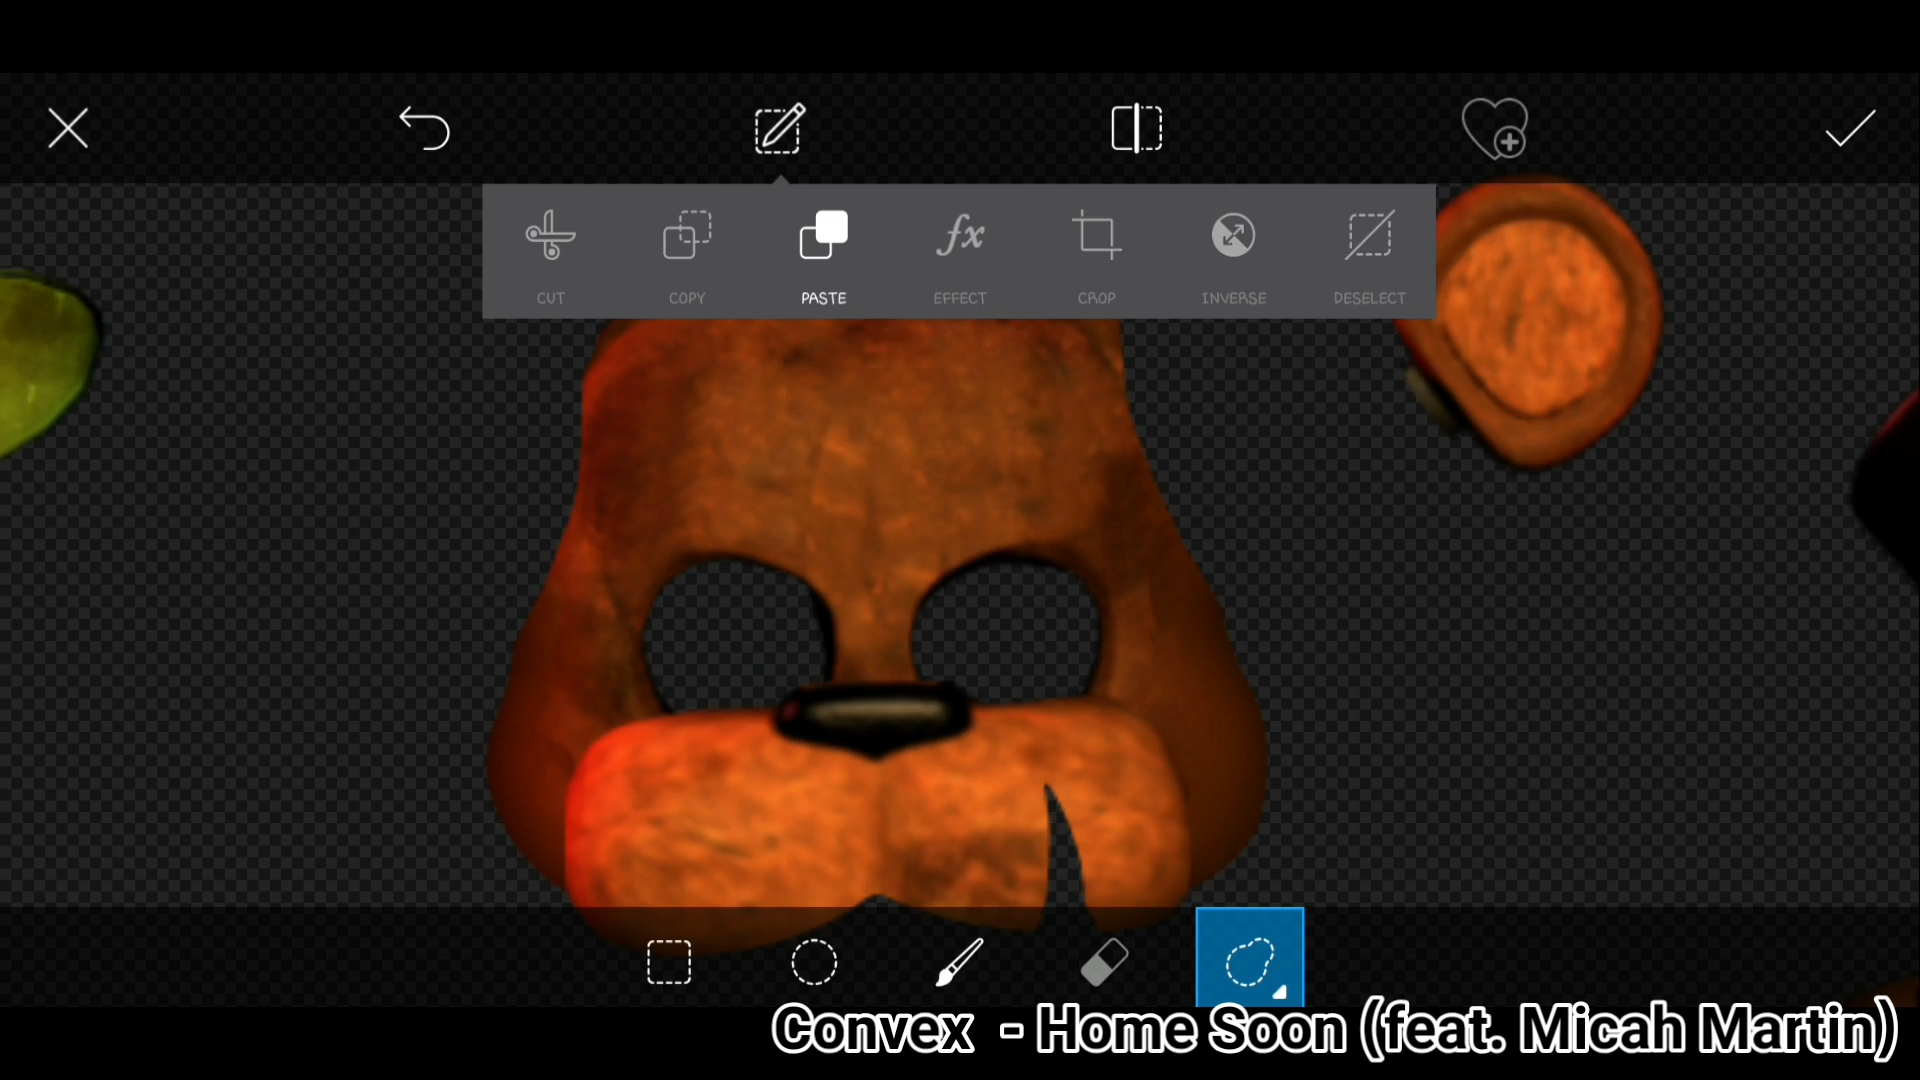 CUT COPY PASTE EFFECT CROP INVERSE DESELECT
Convex - Home Soon (feat. Micah Martin)